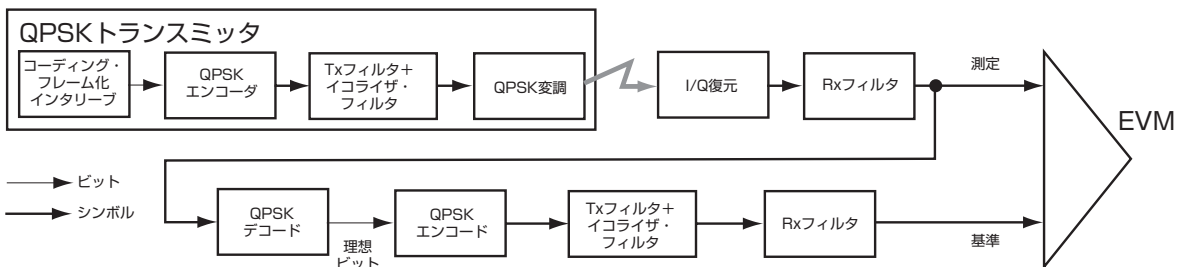 QPSKトランスミッタ
コーディング・
フレーム化
インタリーブ
QPSK
エンコーダ
Txフィルタ+
イコライザ・
フィルタ
QPSK変調
I/Q復元
Rxフィルタ
測定
EVM
ビット
シンボル
QPSK
デコード
理想
ビット
QPSK
エンコード
Txフィルタ+
イコライザ・
フィルタ
Rxフィルタ
基準